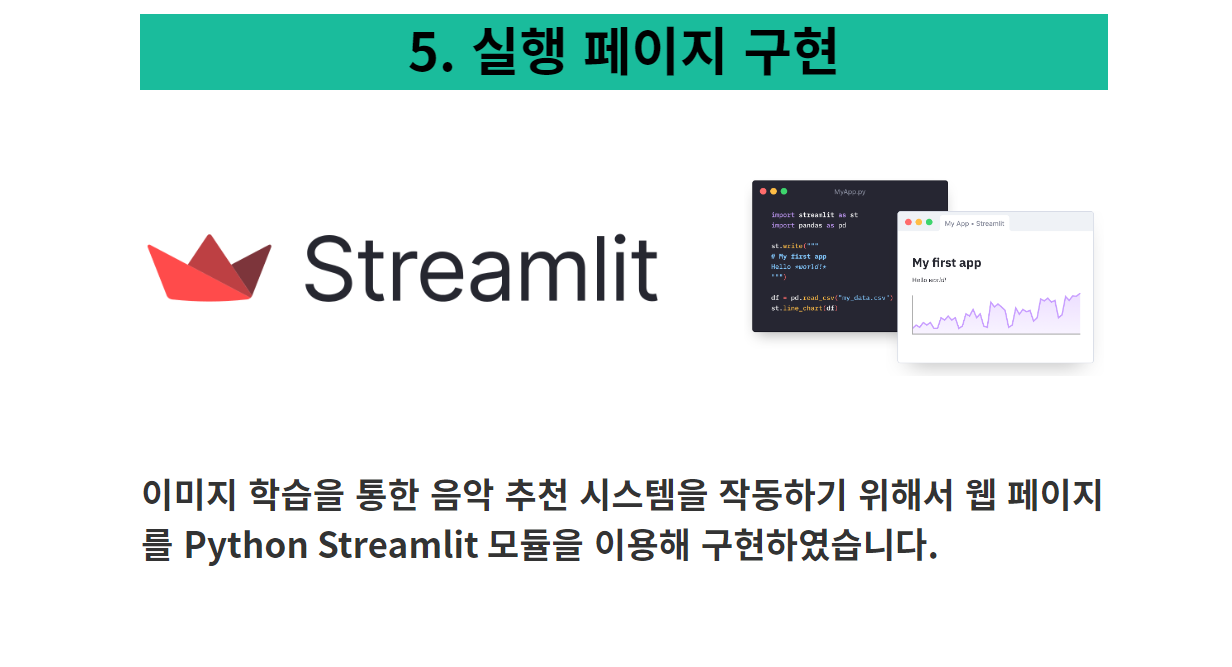 5. 실행 페이지 구현
Streamlit
MyApp.py
import streamlit as st
import pandas as pd
st.write("""
# My first app
Hello *world!*
""")
df = pd.read_csv("my_data.csv")
st.line_chart(df)
My App • Streamlit
My first app
Hello world!
이미지 학습을 통한 음악 추천 시스템을 작동하기 위해서 웹 페이지
를 Python Streamlit 모듈을 이용해 구현하였습니다.